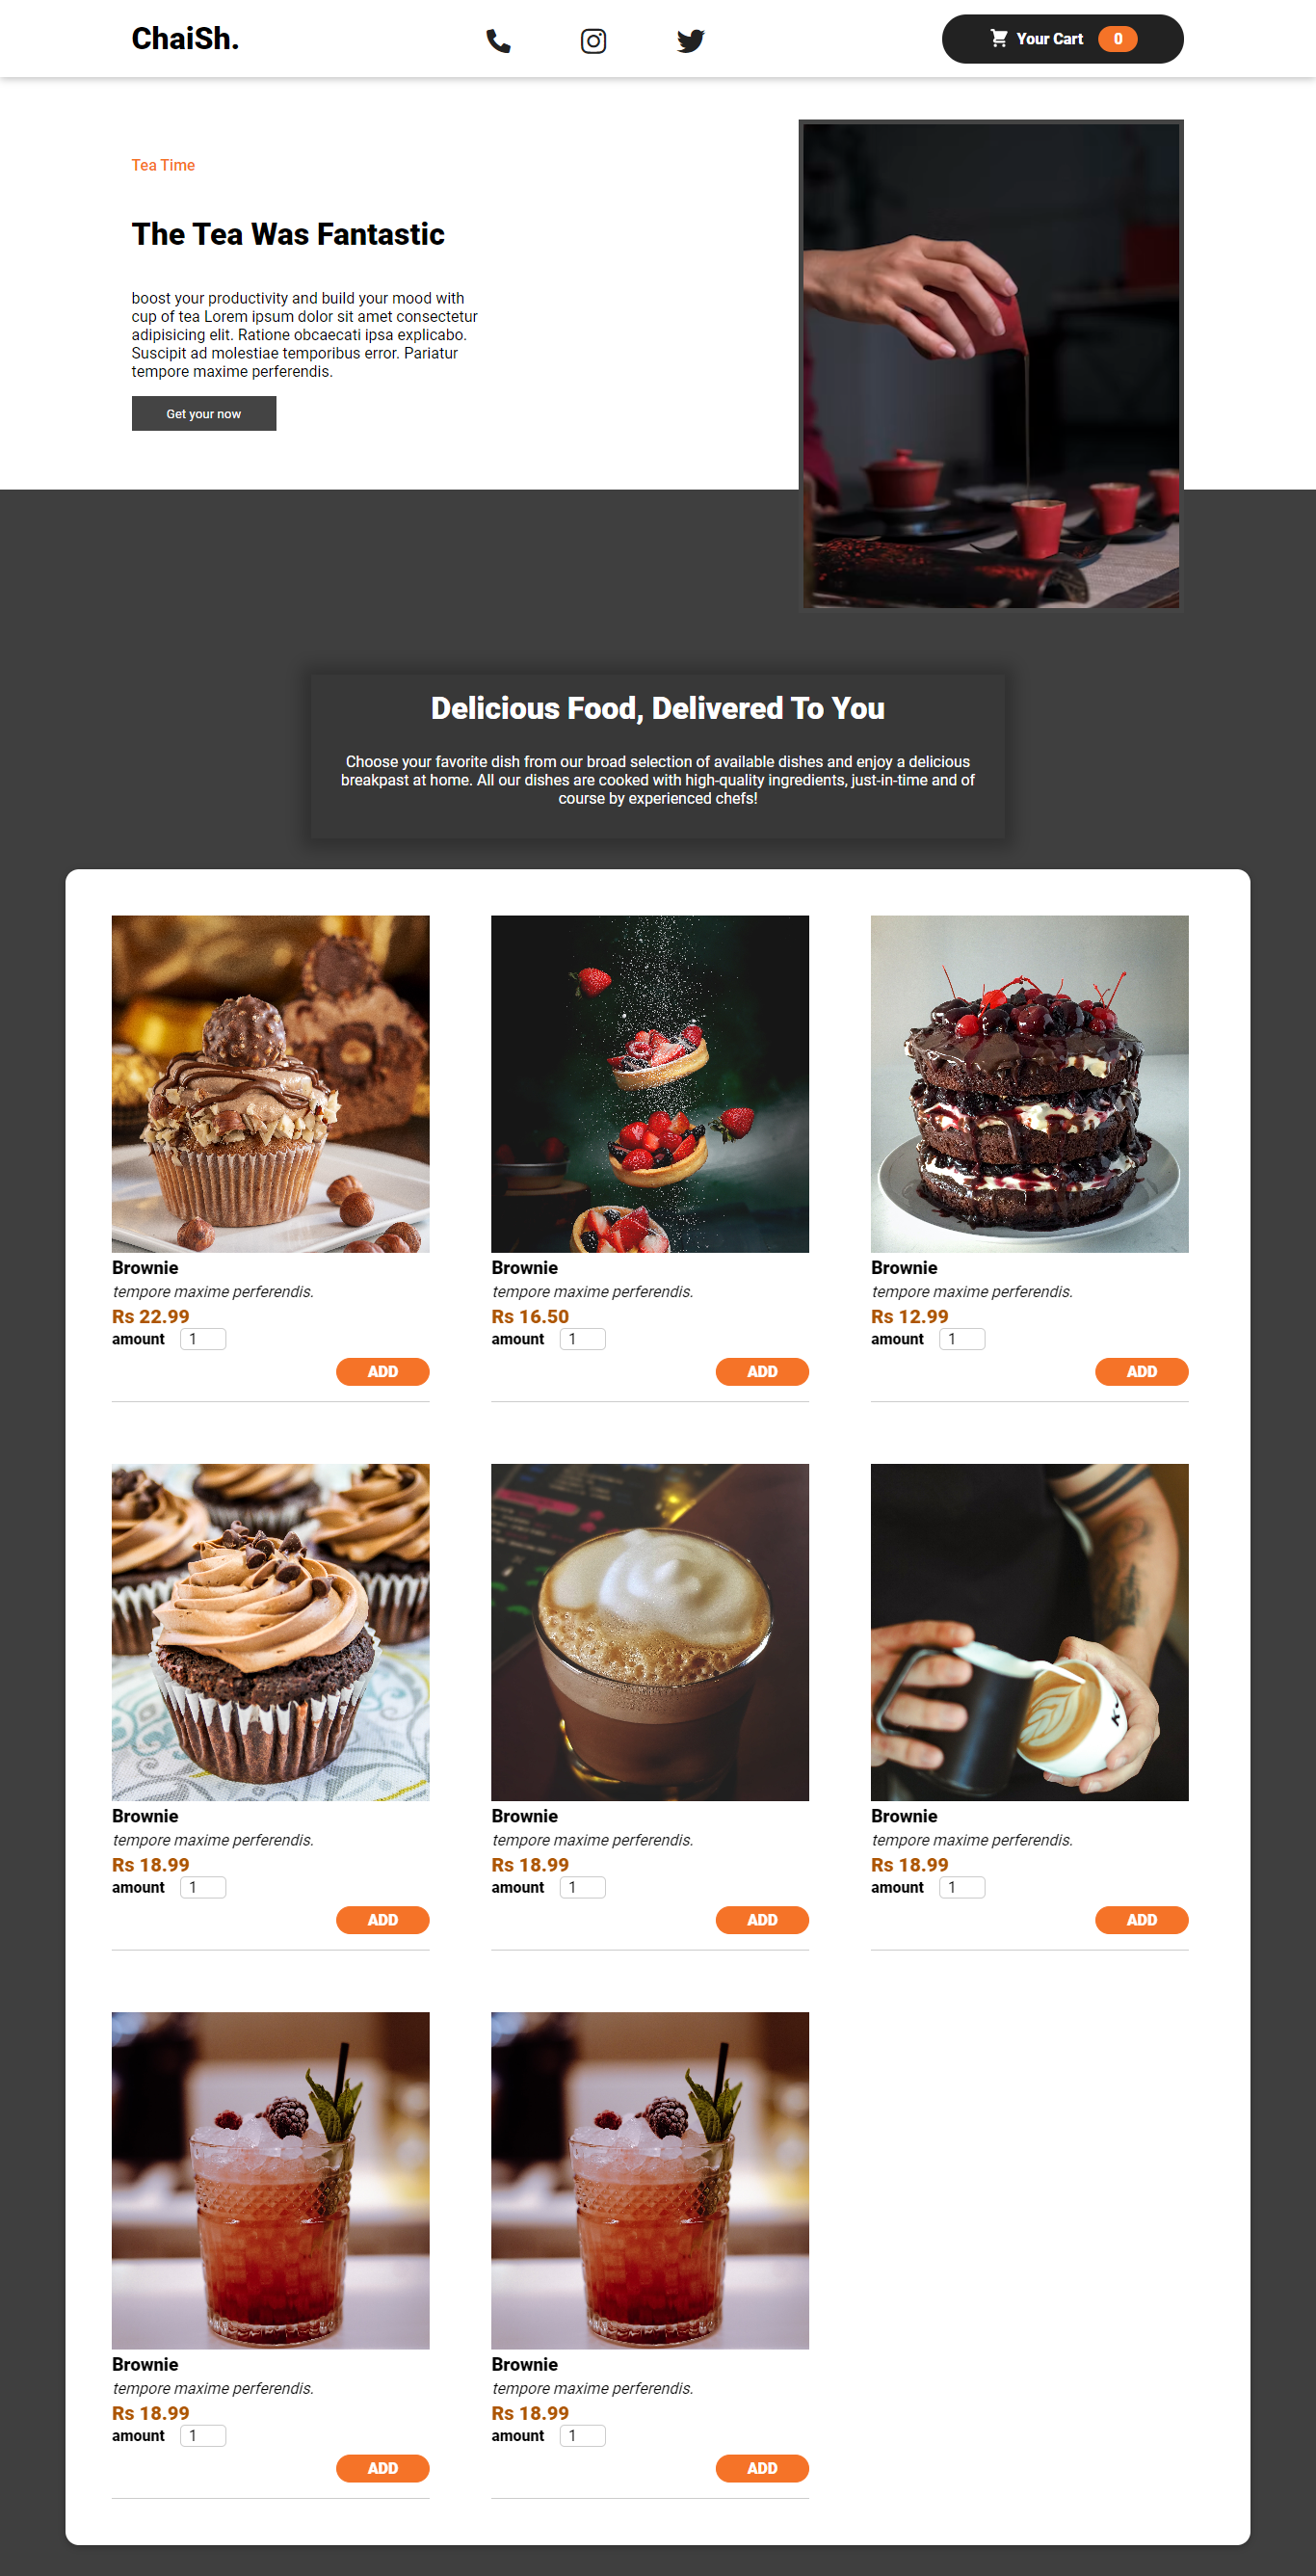 ChaiSh.
Your Cart 0
Tea Time
The Tea Was Fantastic
boost your productivity and build your mood with
cup of tea Lorem ipsum dolor sit amet consectetur
adipisicing elit. Ratione obcaecati ipsa explicabo.
Suscipit ad molestiae temporibus error. Pariatur
tempore maxime perferendis.
Get your now
Delicious Food, Delivered To You
Choose your favorite dish from our broad selection of available dishes and enjoy a delicious
breakpast at home. All our dishes are cooked with high-quality ingredients, just-in-time and of
course by experienced chefs!
Brownie
tempore maxime perferendis.
Rs 22.99
amount 1
ADD
Brownie
tempore maxime perferendis.
Rs 16.50
amount 1
ADD
Brownie
tempore maxime perferendis.
Rs 12.99
amount 1
ADD
Brownie
tempore maxime perferendis.
Rs 18.99
amount 1
ADD
Brownie
tempore maxime perferendis.
Rs 18.99
amount 1
ADD
Brownie
tempore maxime perferendis.
Rs 18.99
amount 1
ADD
Brownie
tempore maxime perferendis.
Rs 18.99
amount 1
ADD
Brownie
tempore maxime perferendis.
Rs 18.99
amount 1
ADD